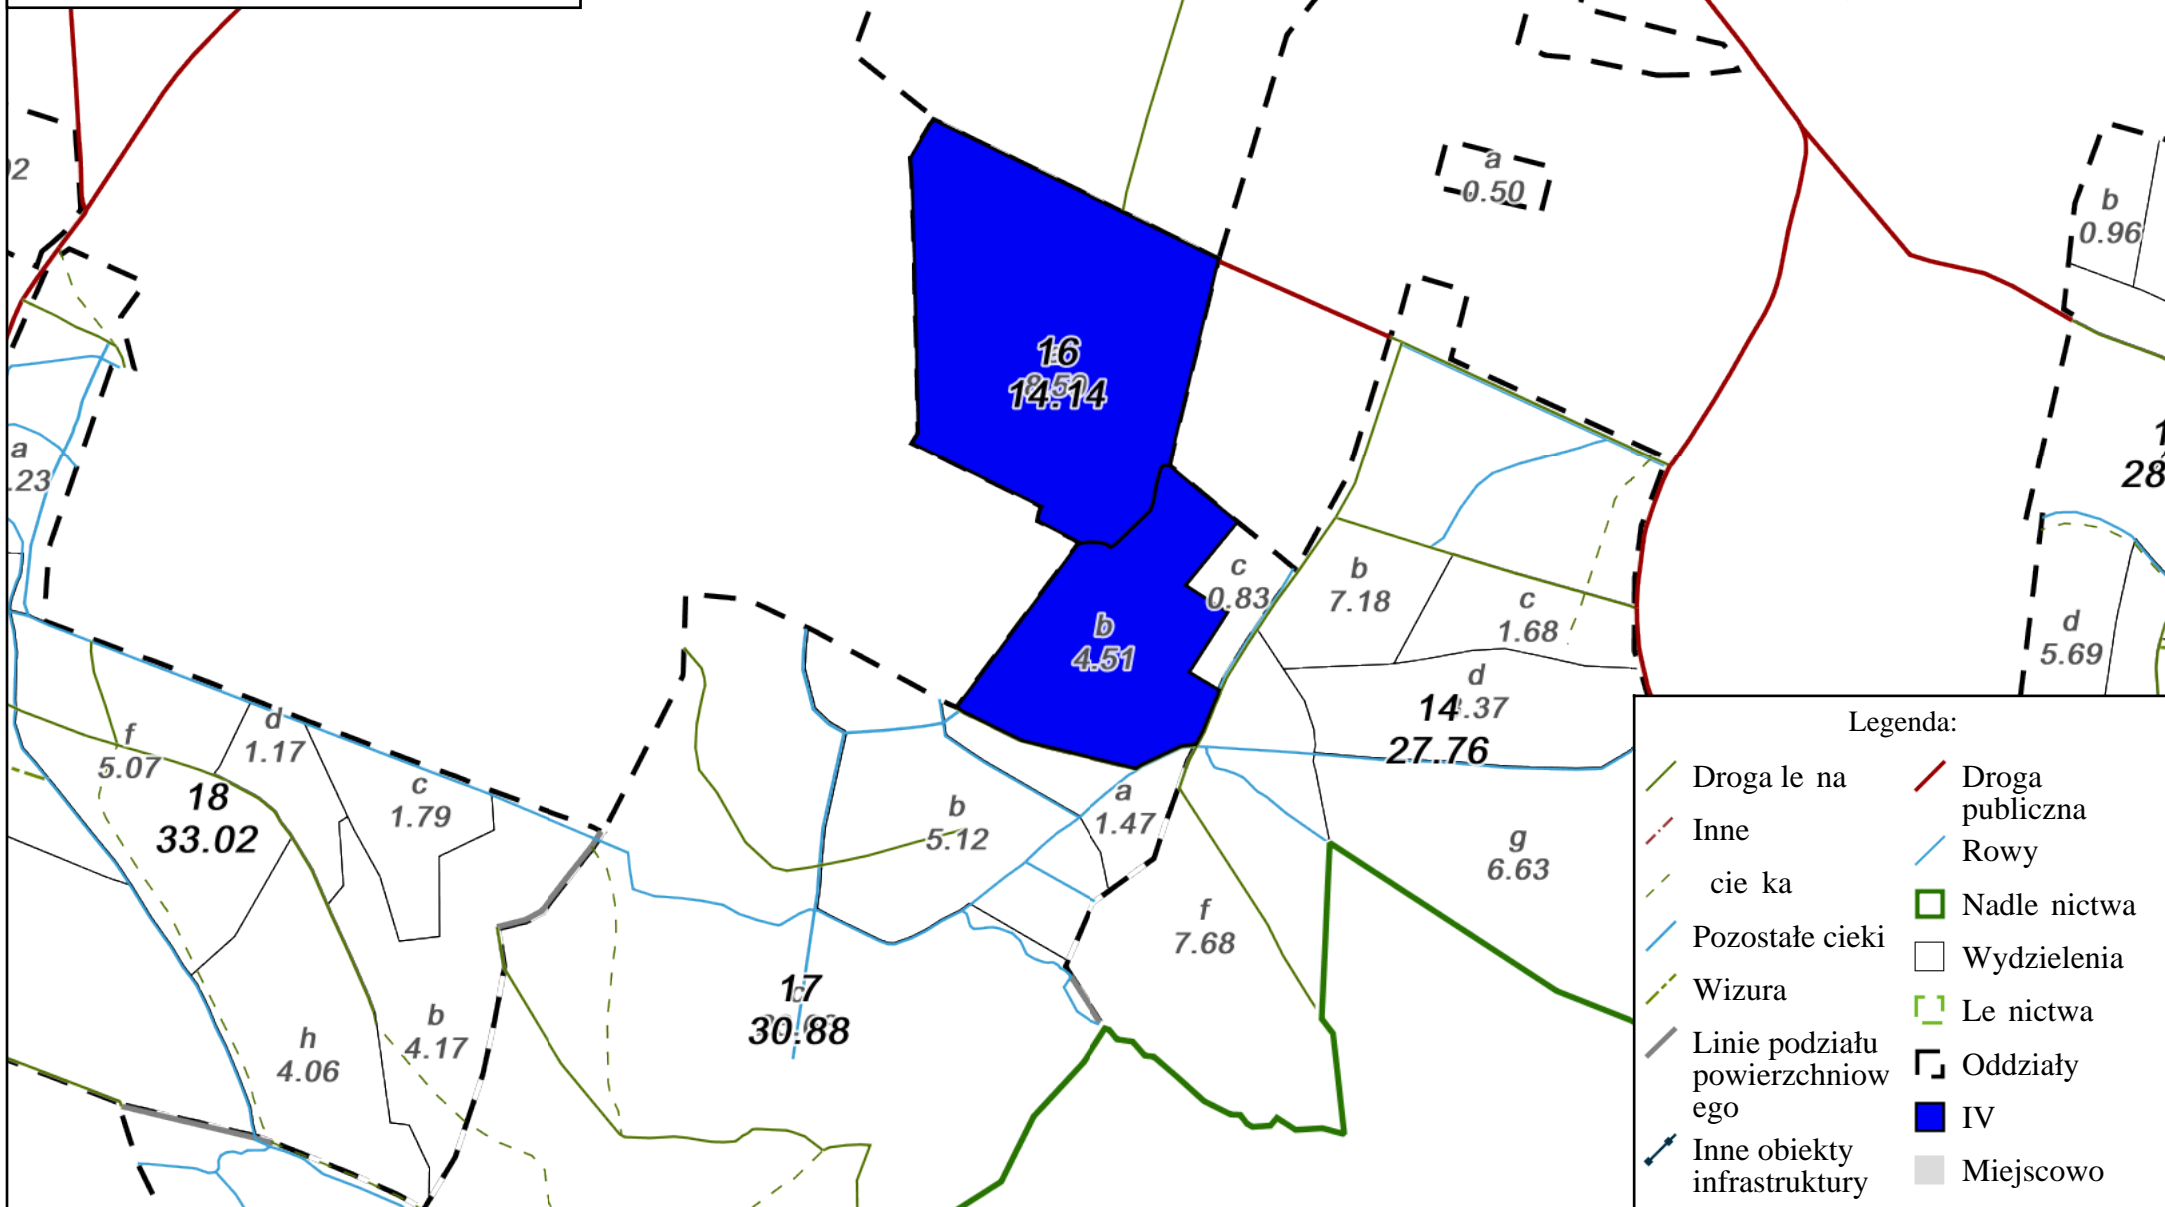 a
0.50
b
0.96
16
14.14
a
.23
28
c
0.83
b
7.18
c
1.68
b
4.51
d
5.69
d
.37
14
27.76
f
5.07
d
1.17
c
1.79
18
33.02
b
5.12
a
1.47
g
6.63
f
7.68
17
30.88
b
4.17
h
4.06
Legenda:
Droga le na
Inne
cie ka
Pozostałe cieki
Wizura
Linie podziału
powierzchniow
ego
Inne obiekty
infrastruktury
Droga
publiczna
Rowy
Nadle nictwa
Wydzielenia
Le nictwa
Oddziały
IV
Miejscowo